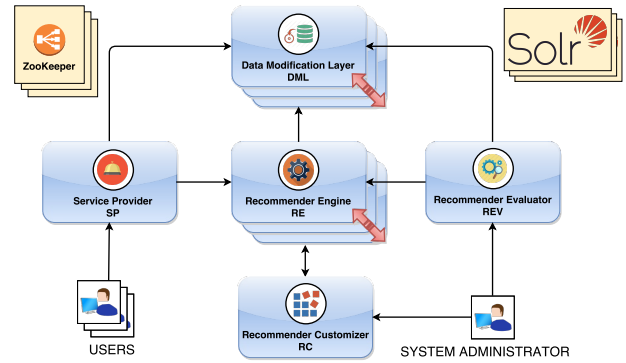 ZooKeeper
Solr
Data Modification Layer
DML
Service Provider
SP
Recommender Engine
RE
Recommender Evaluator
REV
Recommender Customizer
RC
USERS
SYSTEM ADMINISTRATOR